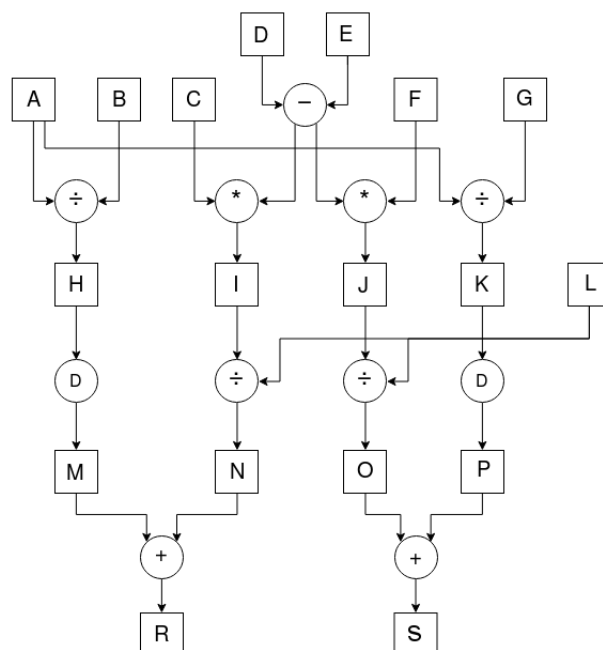 D E
A B C − F G
÷ * * ÷
H I J K L
D ÷ ÷ D
M N O P
+ +
R S